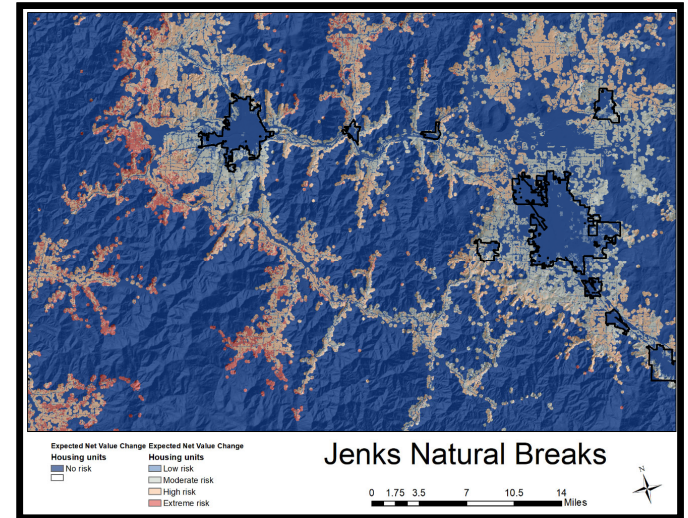 Expected Net Value Change Expected Net Value Change
Housing units Housing units
No risk Low risk
Moderate risk
High risk
Extreme risk
Jenks Natural Breaks
N
0 1.75 3.5 7 10.5 14
Miles